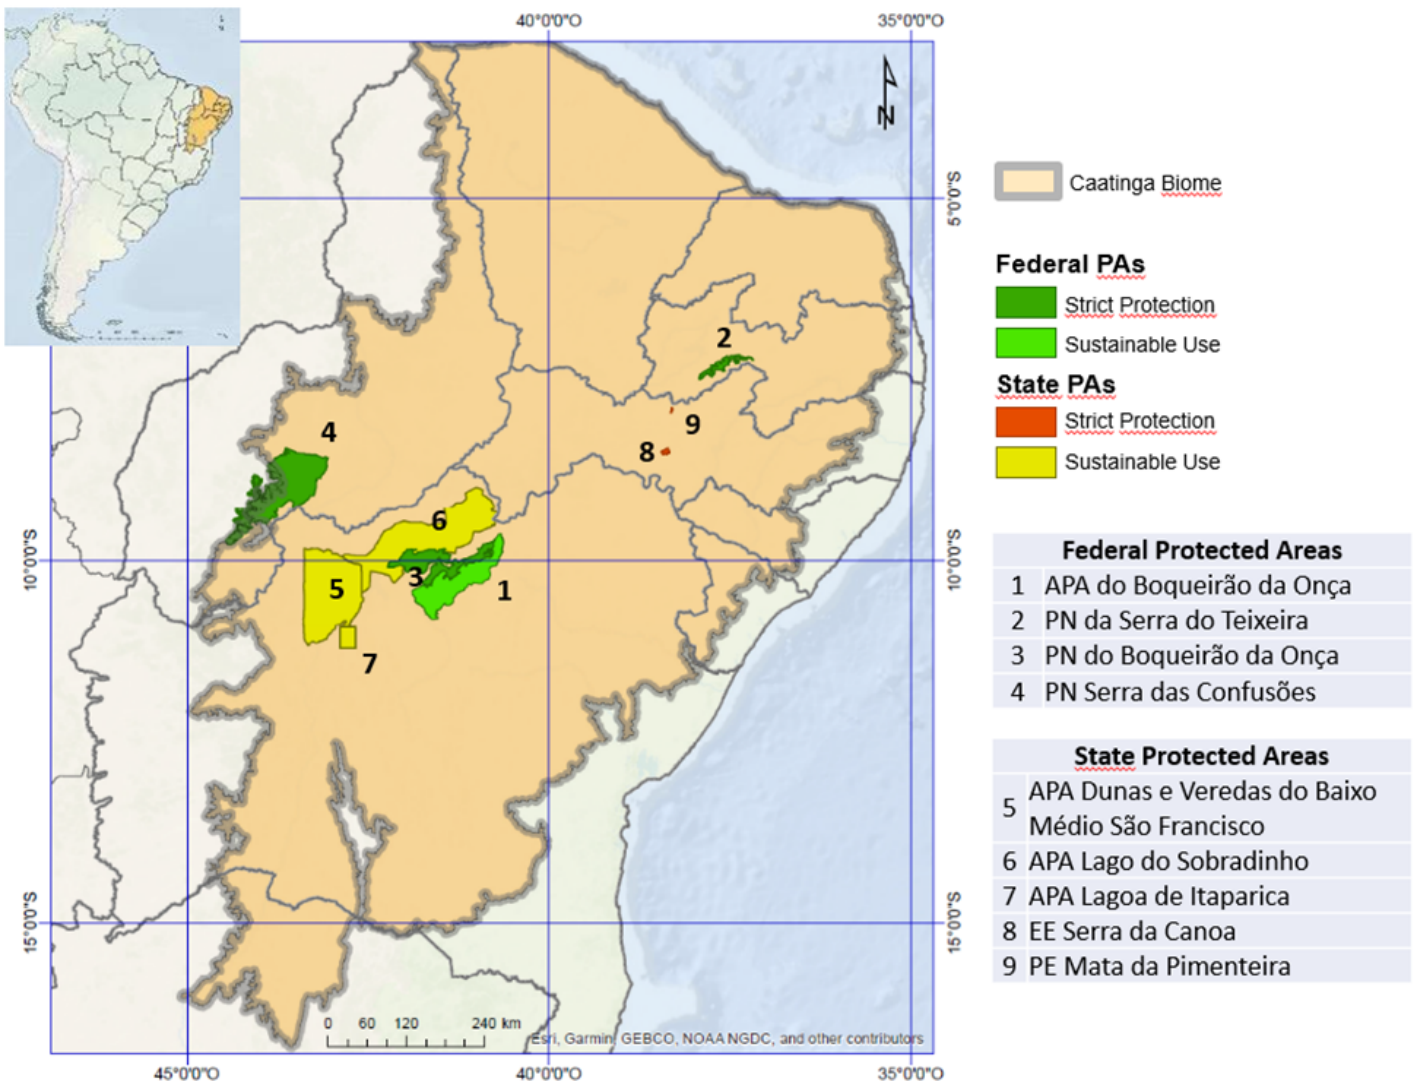 40°0'0"O 35°0'0"O
N
5°0'0"S
Caatinga Biome
Federal PAs
Strict Protection
Sustainable Use
State PAs
Strict Protection
Sustainable Use
2
9
4
8
6
10°0'0"S
10°0'0"S
3
5
1
7
Federal Protected Areas
1 APA do Boqueirão da Onça
2 PN da Serra do Teixeira
3 PN do Boqueirão da Onça
4 PN Serra das Confusões
State Protected Areas
5 APA Dunas e Veredas do Baixo
Médio São Francisco
6 APA Lago do Sobradinho
7 APA Lagoa de Itaparica
8 EE Serra da Canoa
9 PE Mata da Pimenteira
15°0'0"S
15°0'0"S
0 60 120 240 km
Esri, Garmin, GEBCO, NOAA NGDC, and other contributors
45°0'0"O 40°0'0"O 35°0'0"O